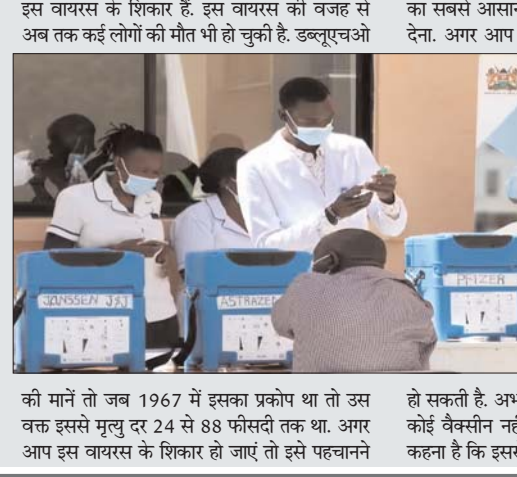 इस वायरस के शिकार हैं. इस वायरस की वजह से
अब तक कई लोगों की मौत भी हो चुकी है. डब्लूएचओ
JANSSEN J&J
ASTRAZE
PFIZER
की मानें तो जब 1967 में इसका प्रकोप था तो उस
वक्त इससे मृत्यु दर 24 से 88 फीसदी तक था. अगर
आप इस वायरस के शिकार हो जाएं तो इसे पहचानने
का सबसे आसान
देना. अगर आप
हो सकती है. अभ
कोई वैक्सीन नह
कहना है कि इसस